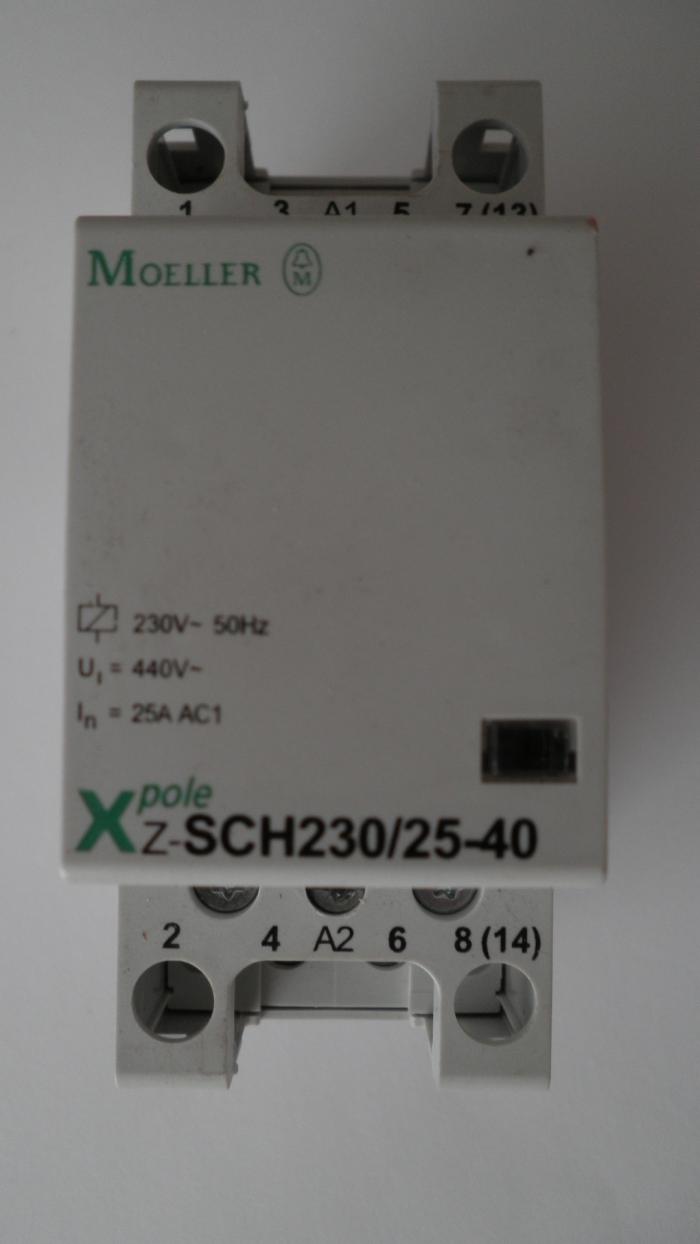 1 3 A1 5 7 (13)
MOELLER M
230V~ 50Hz
Ui = 440V~
In = 25A AC1
Xpole
Z-SCH230/25-40
2 4 A2 6 8 (14)